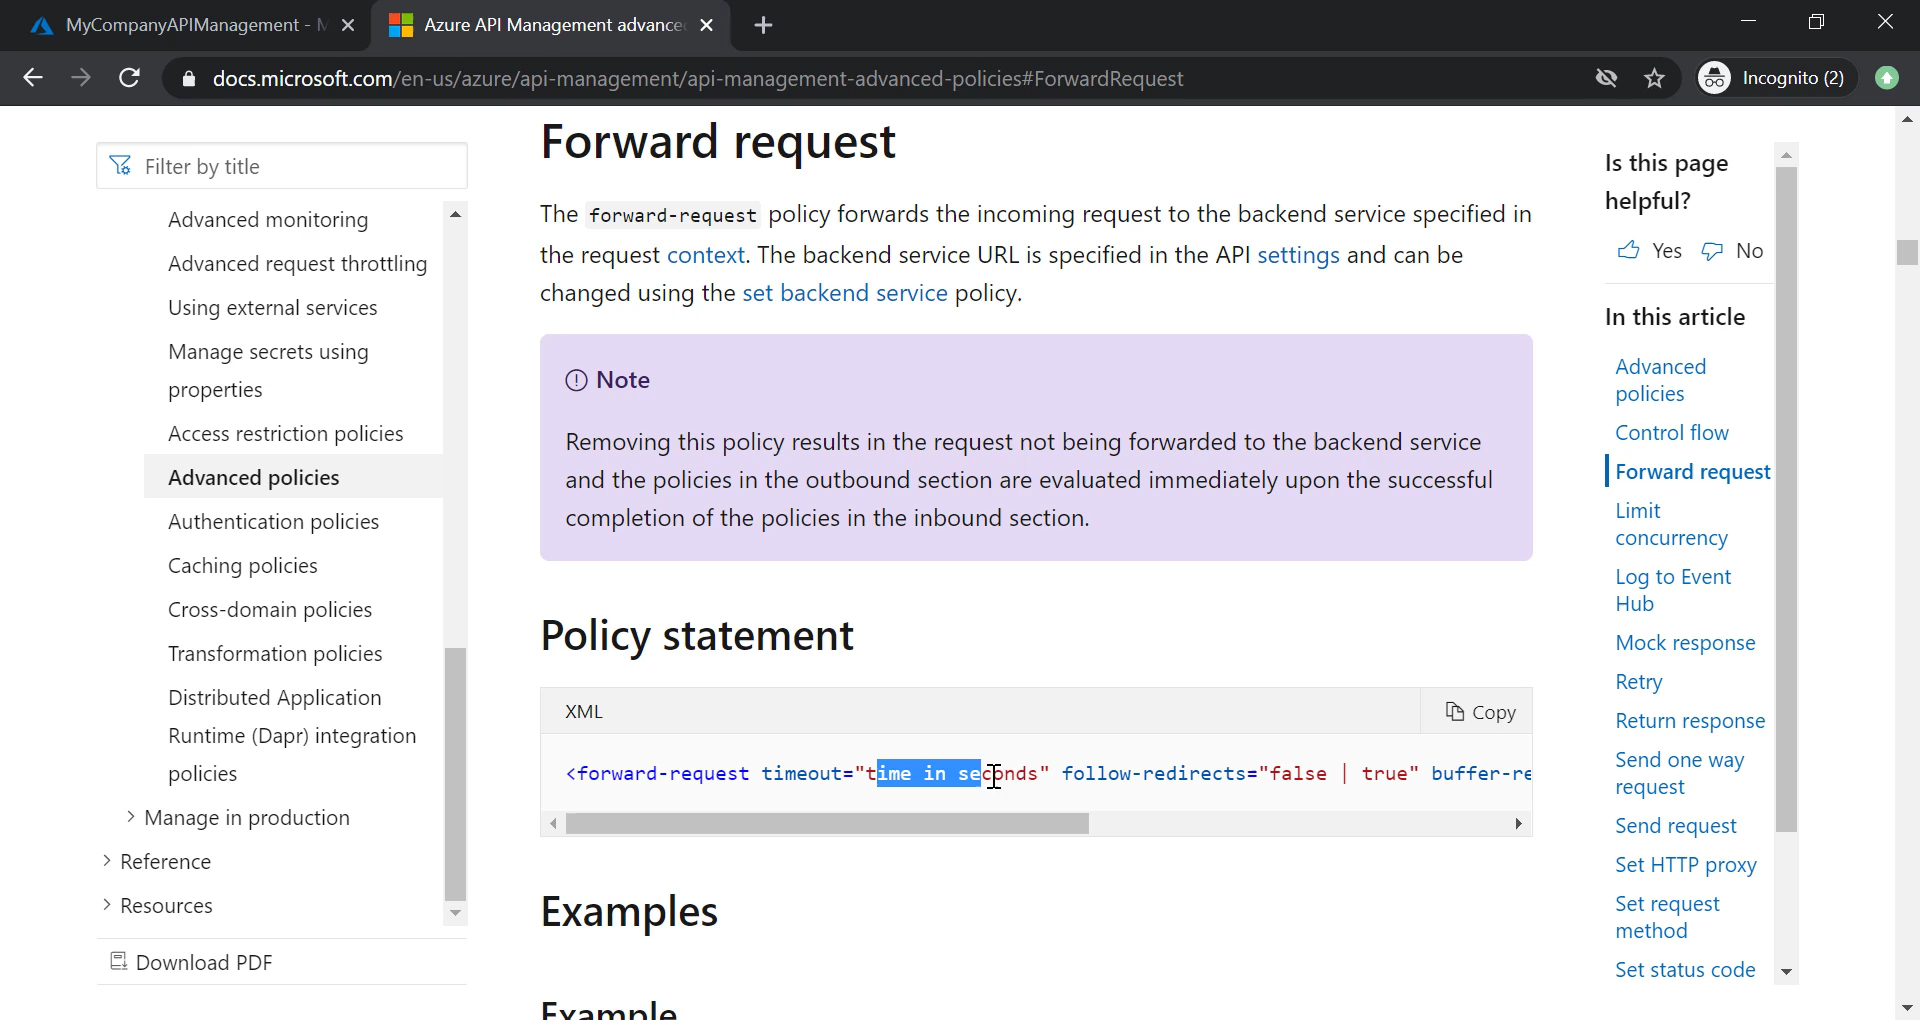 MyCompanyAPIManagement - M
Azure API Management advance
docs.microsoft.com/en-us/azure/api-management/api-management-advanced-policies#ForwardRequest
Incognito (2)
Filter by title
Advanced monitoring
Advanced request throttling
Using external services
Manage secrets using
properties
Access restriction policies
Advanced policies
Authentication policies
Caching policies
Cross-domain policies
Transformation policies
Distributed Application
Runtime (Dapr) integration
policies
Manage in production
Reference
Resources
Download PDF
Forward request
The forward-request policy forwards the incoming request to the backend service specified in
the request context. The backend service URL is specified in the API settings and can be
changed using the set backend service policy.
Note
Removing this policy results in the request not being forwarded to the backend service
and the policies in the outbound section are evaluated immediately upon the successful
completion of the policies in the inbound section.
Policy statement
XML
Copy
<forward-request timeout="time in seconds" follow-redirects="false | true" buffer-re
Examples
Example
Is this page
helpful?
Yes No
In this article
Advanced
policies
Control flow
Forward request
Limit
concurrency
Log to Event
Hub
Mock response
Retry
Return response
Send one way
request
Send request
Set HTTP proxy
Set request
method
Set status code